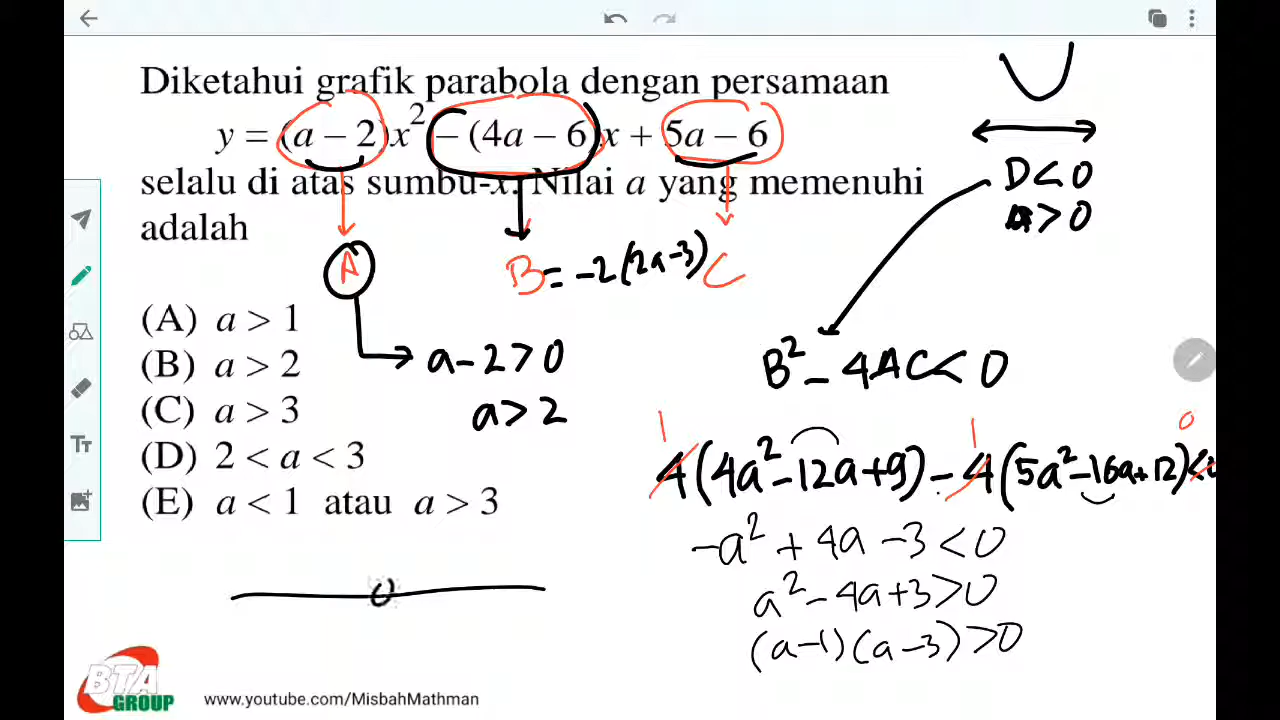 Diketahui grafik parabola dengan persamaan
y = (a − 2)x² − (4a − 6)x + 5a − 6
selalu di atas sumbu-x. Nilai a yang memenuhi
adalah
D < 0
A > 0
A
B = -2(2a-3)
C
(A) a > 1
(B) a > 2
(C) a > 3
(D) 2 < a < 3
(E) a < 1 atau a > 3
a - 2 > 0
a > 2
B² - 4AC < 0
1 1 0
4(4a² - 12a + 9) - 4(5a² - 16a + 12) <
-a² + 4a - 3 < 0
a² - 4a + 3 > 0
(a-1)(a-3) > 0
Tт
BTA
GROUP
www.youtube.com/MisbahMathman